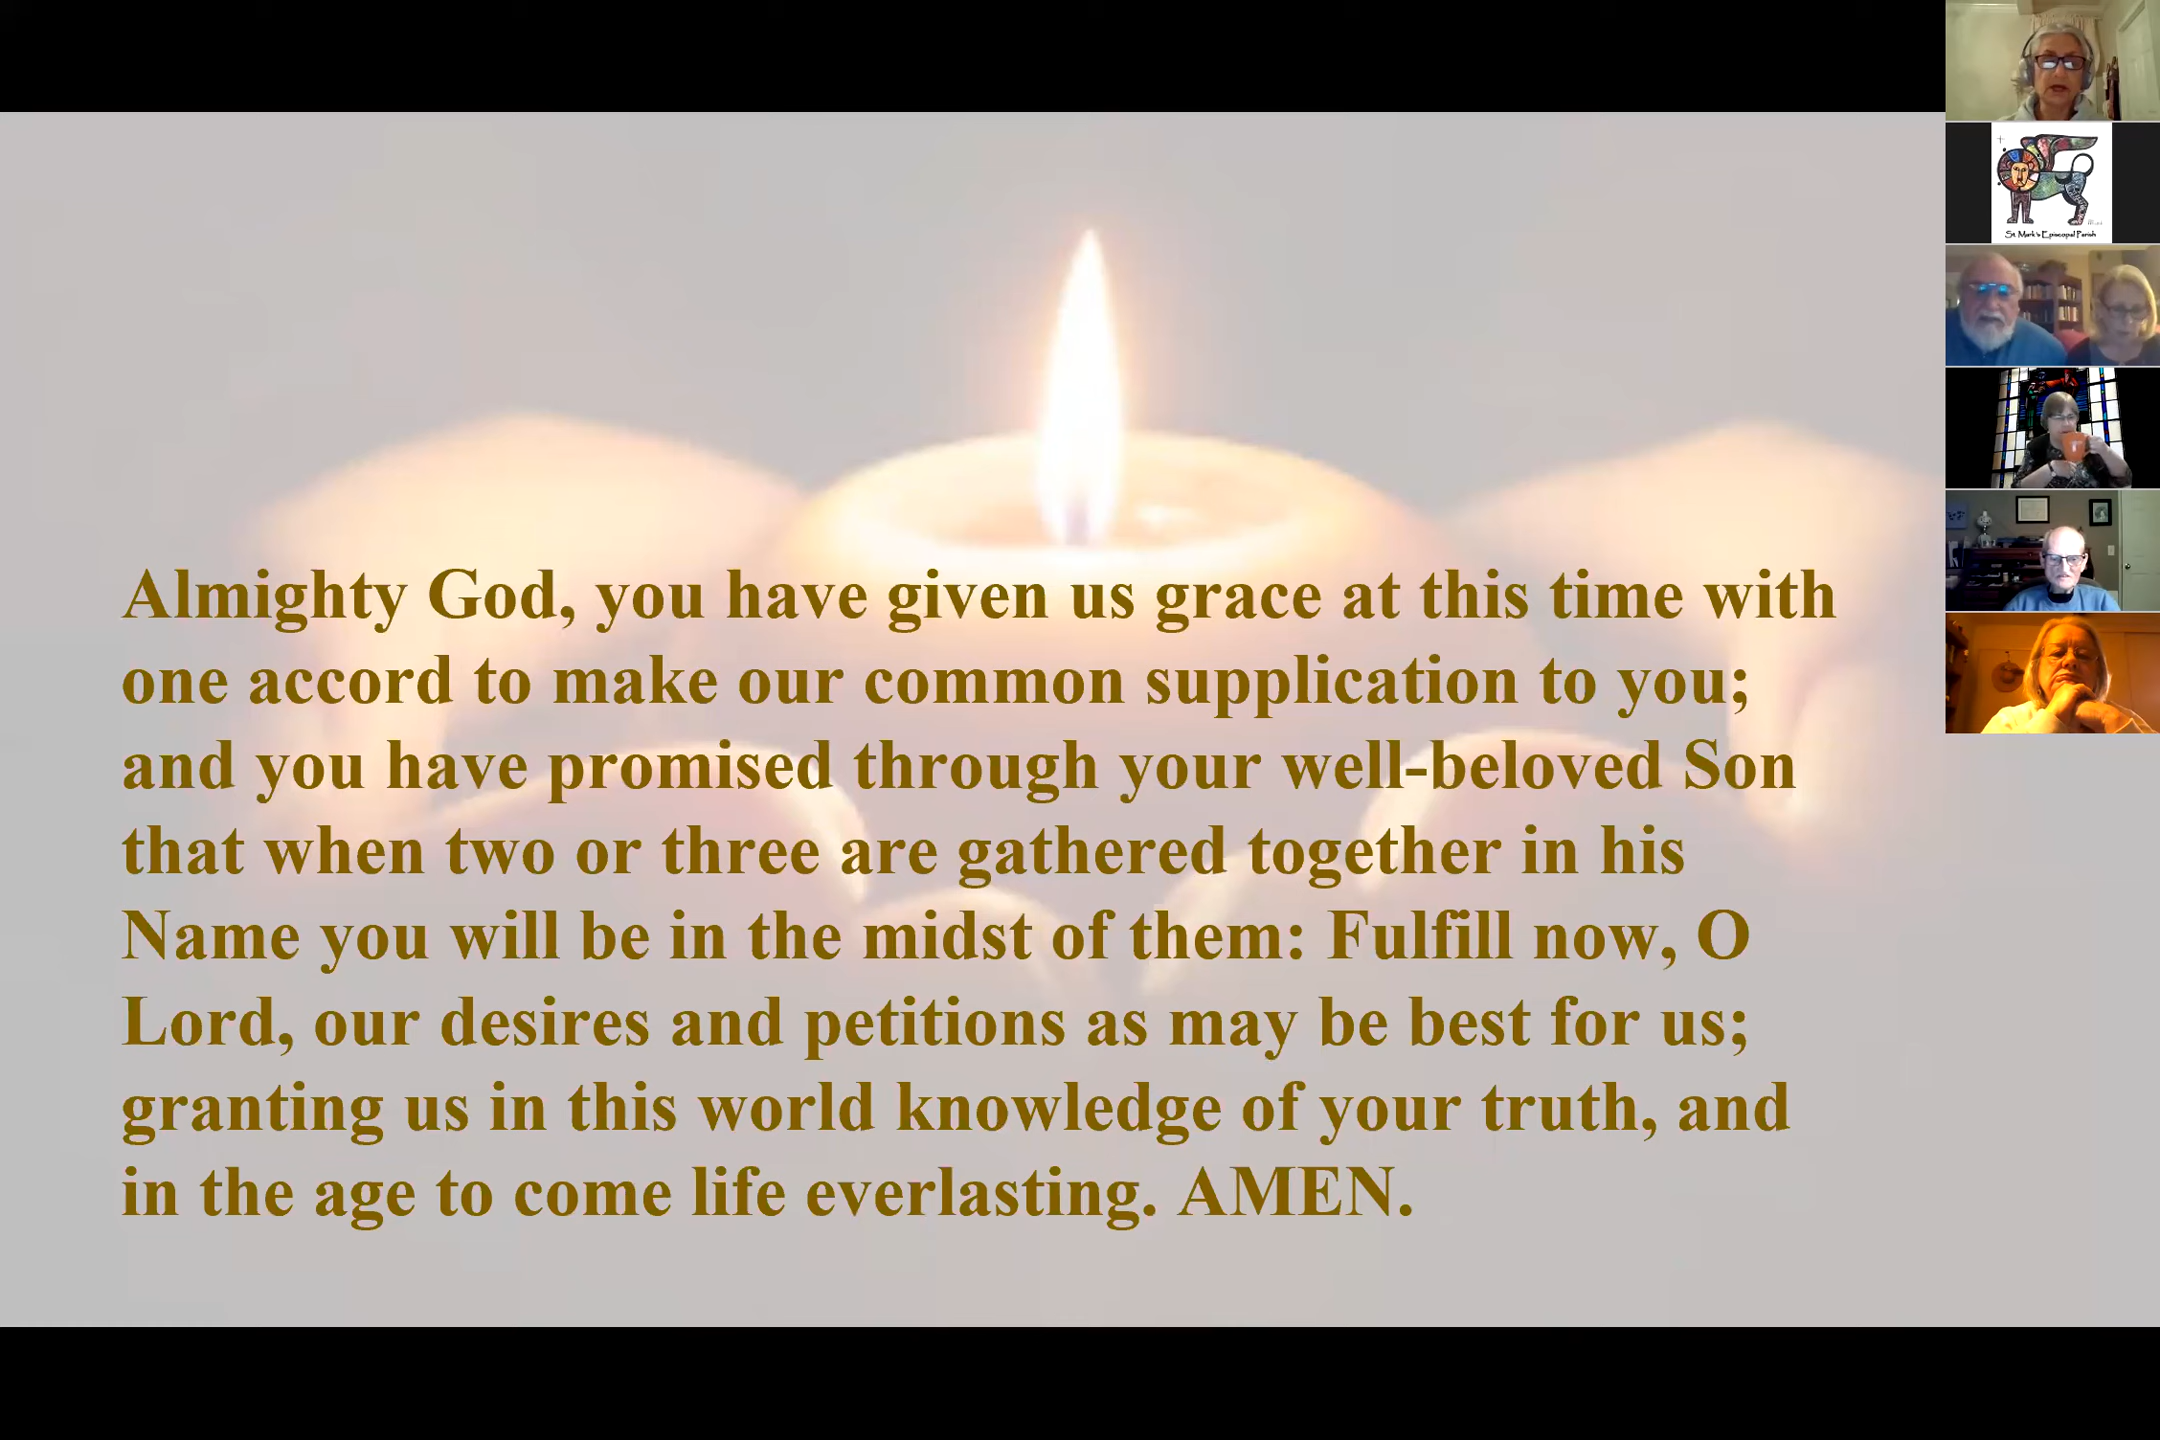 Almighty God, you have given us grace at this time with
one accord to make our common supplication to you;
and you have promised through your well-beloved Son
that when two or three are gathered together in his
Name you will be in the midst of them: Fulfill now, O
Lord, our desires and petitions as may be best for us;
granting us in this world knowledge of your truth, and
in the age to come life everlasting. AMEN.
St. Mark's Episcopal Parish